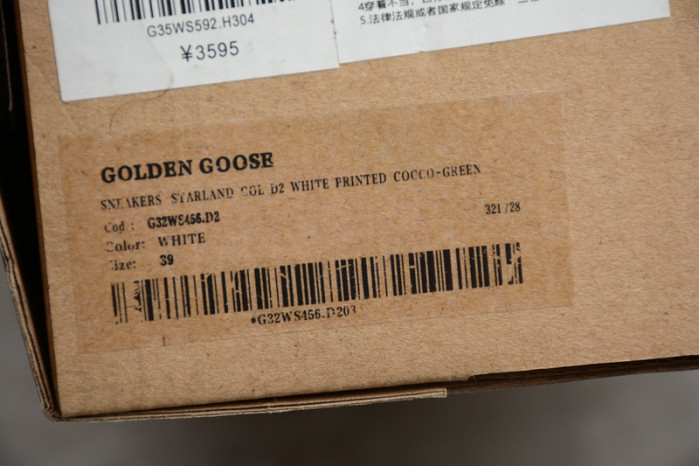 G35WS592.H304
¥3595
4穿着不当,
5.法律法规或者国家规定免醒
GOLDEN GOOSE
SNEAKERS STARLAND COL D2 WHITE PRINTED COCCO-GREEN
Cod : G32WS456.D2
321/28
Color: WHITE
Size: 39
*G32WS456.D203